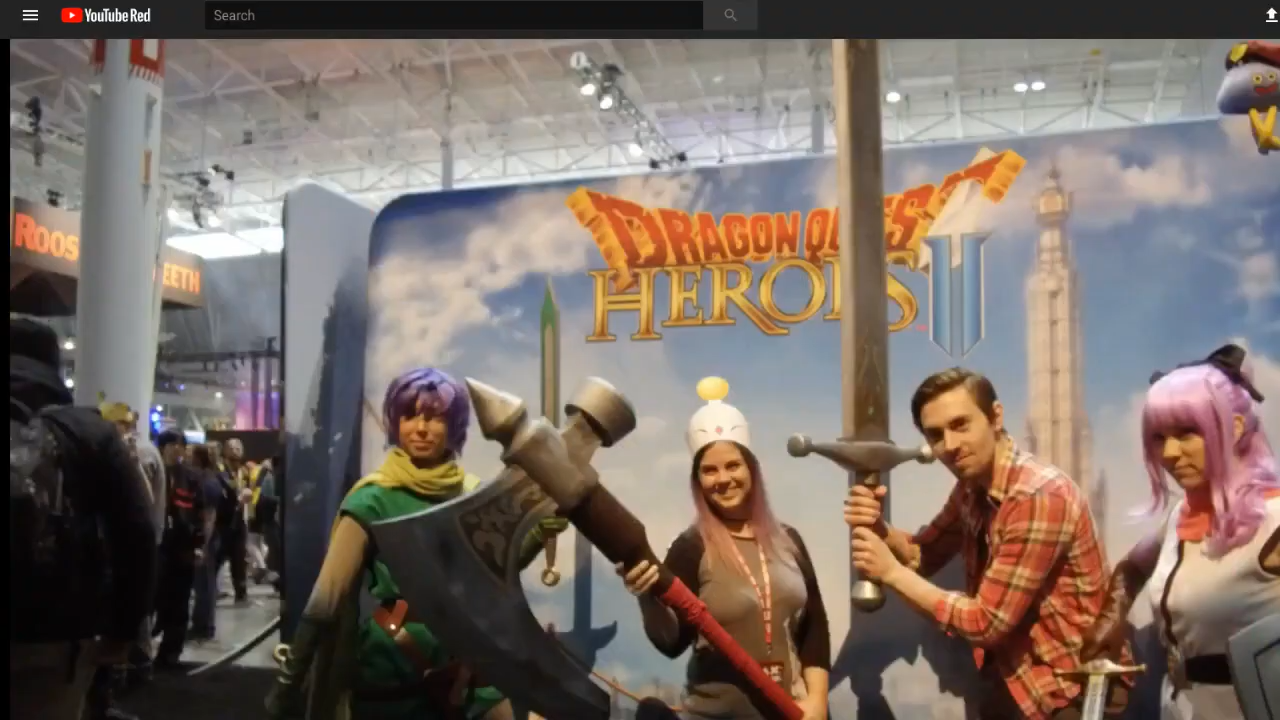 YouTube Red
Search
ROOS
EETH
DRAGON QUEST
HEROES
II